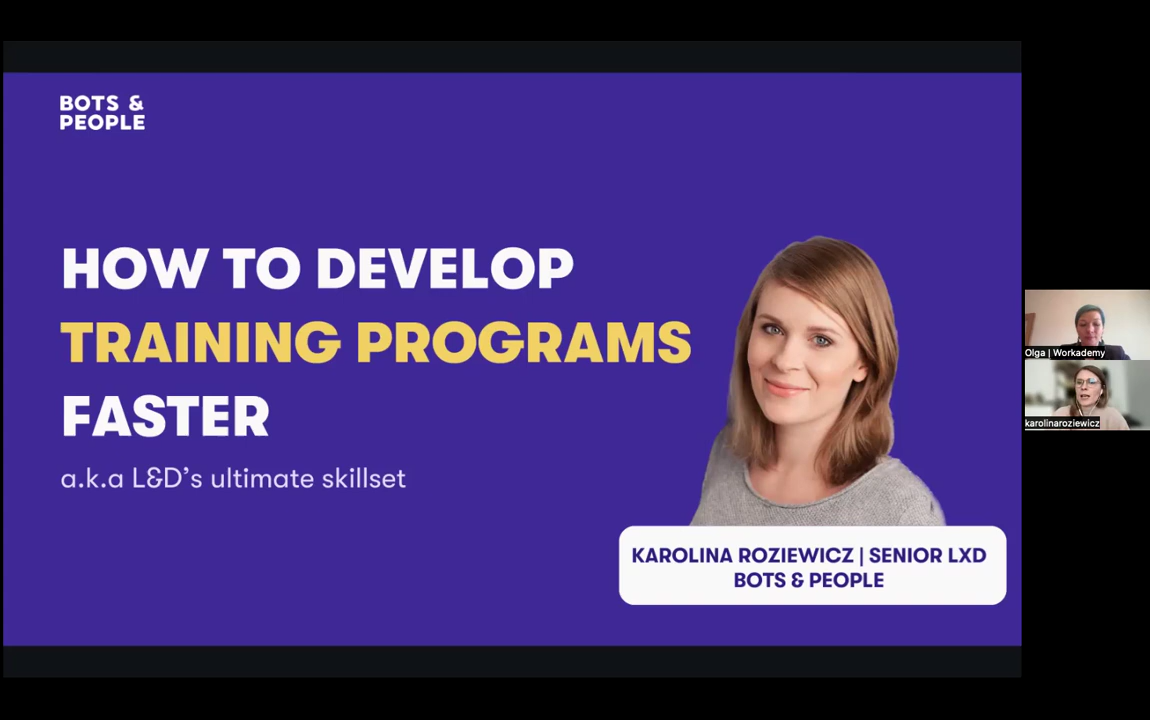 BOTS &
PEOPLE
HOW TO DEVELOP
TRAINING PROGRAMS
FASTER
a.k.a L&D's ultimate skillset
KAROLINA ROZIEWICZ | SENIOR LXD
BOTS & PEOPLE
Olga | Workademy
karolinaroziewicz